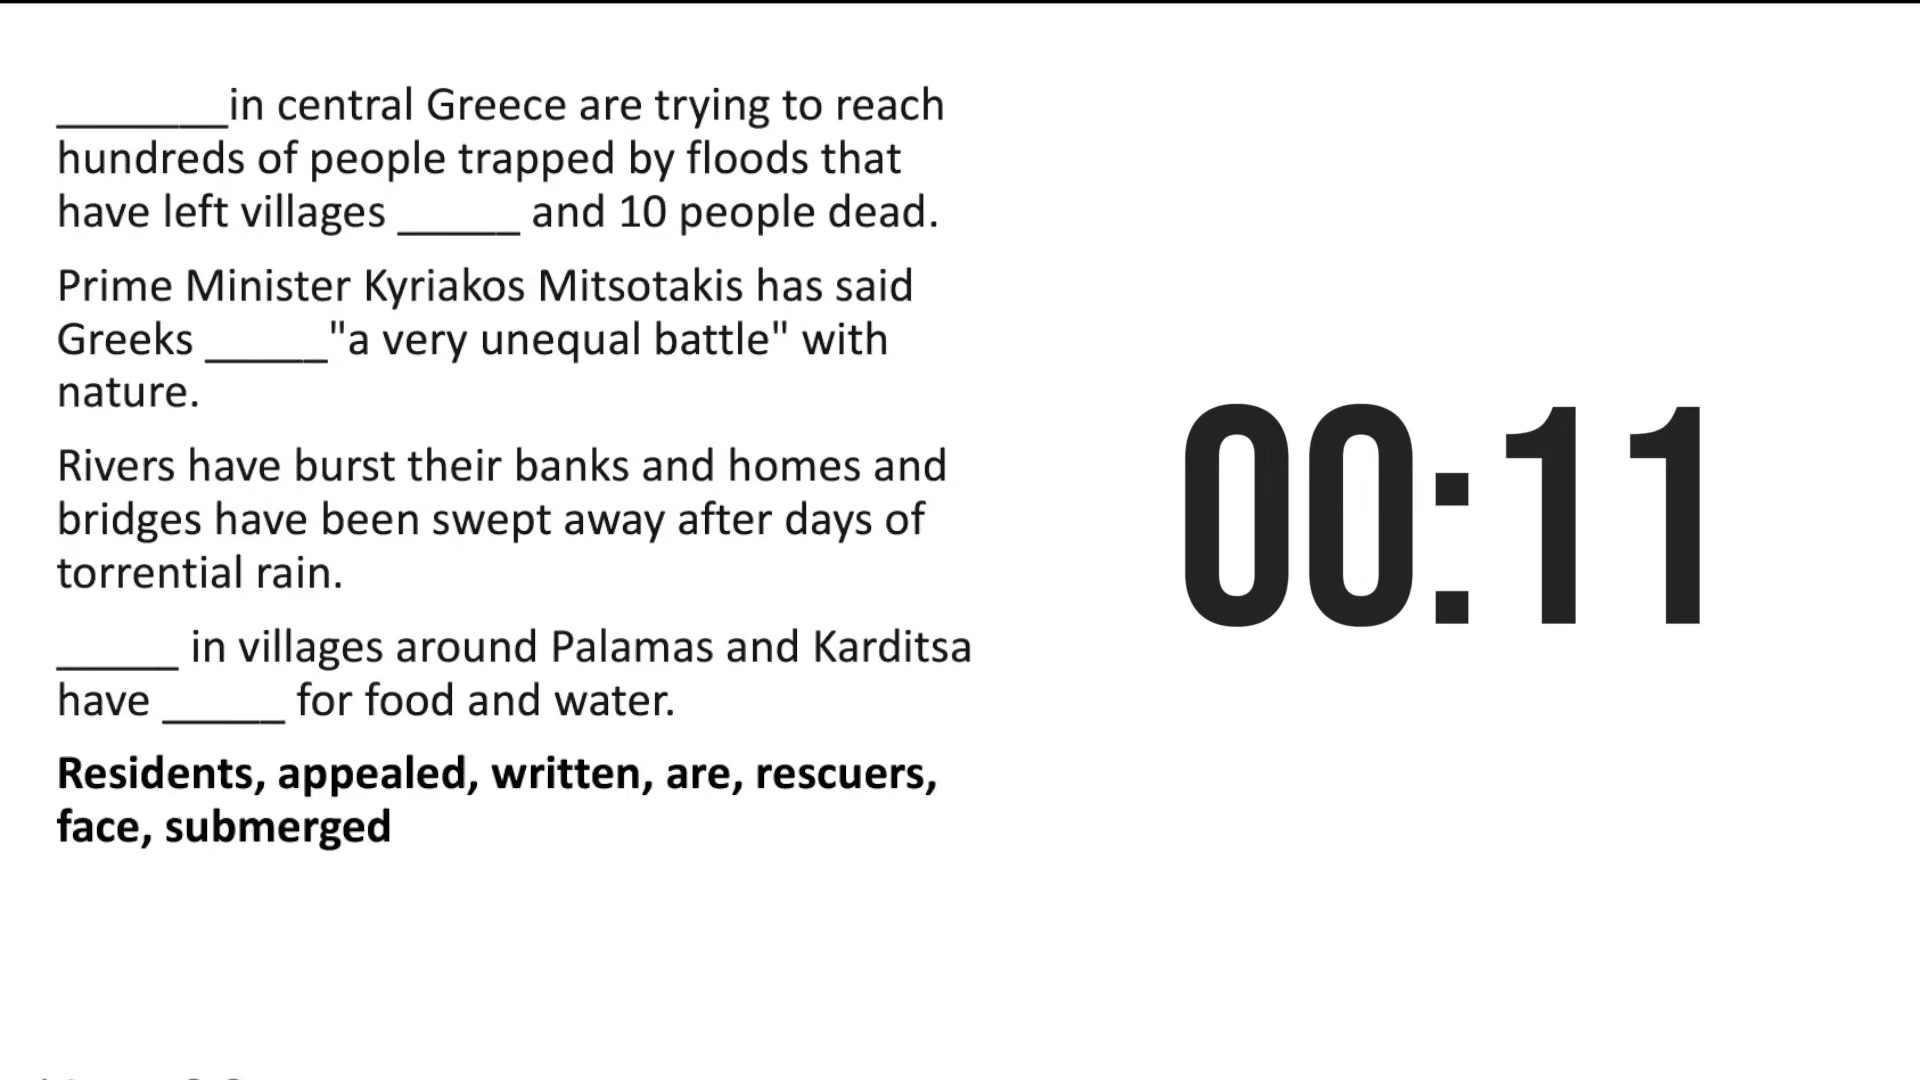 _______in central Greece are trying to reach
hundreds of people trapped by floods that
have left villages _____ and 10 people dead.
Prime Minister Kyriakos Mitsotakis has said
Greeks _____"a very unequal battle" with
nature.
Rivers have burst their banks and homes and
bridges have been swept away after days of
torrential rain.
_____ in villages around Palamas and Karditsa
have _____ for food and water.
Residents, appealed, written, are, rescuers,
face, submerged
00:11